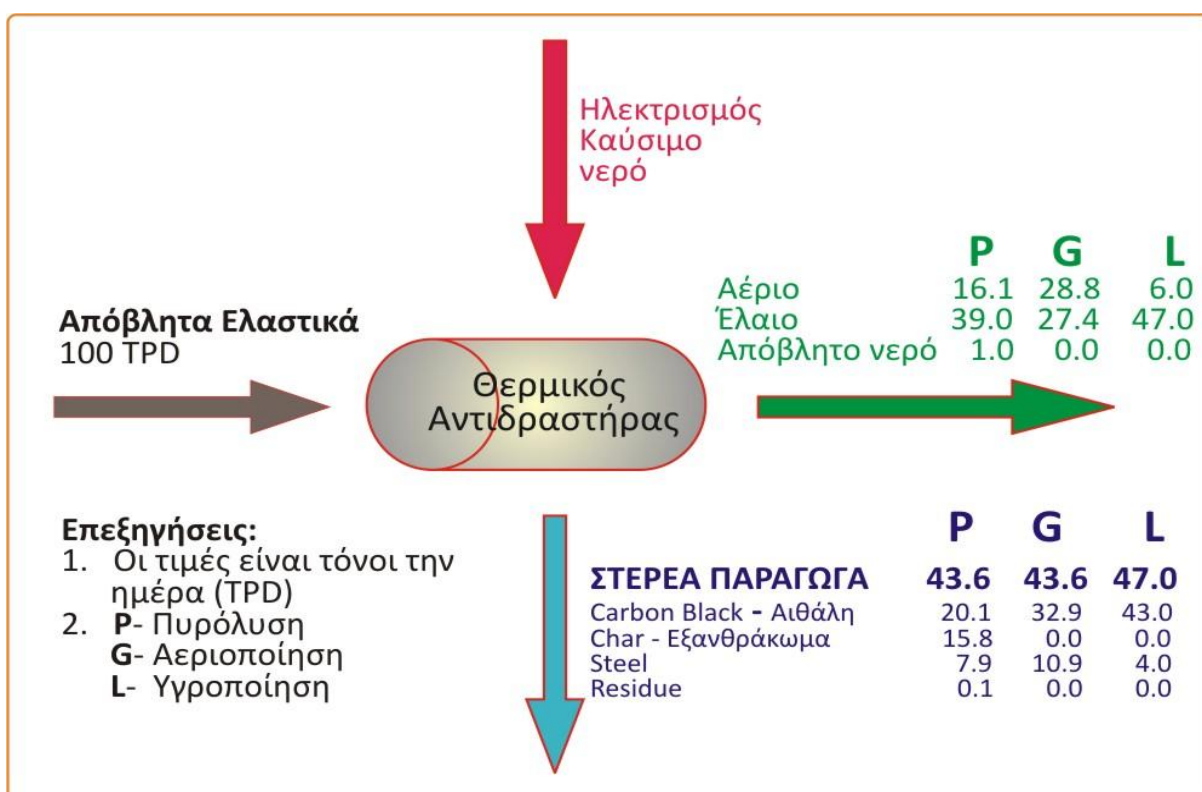 Ηλεκτρισμός
Καύσιμο
νερό
P G L
Αέριο 16.1 28.8 6.0
Έλαιο 39.0 27.4 47.0
Απόβλητο νερό 1.0 0.0 0.0
Απόβλητα Ελαστικά
100 TPD
Θερμικός
Αντιδραστήρας
Επεξηγήσεις:
1. Οι τιμές είναι τόνοι την
ημέρα (TPD)
2. P- Πυρόλυση
G- Αεριοποίηση
L- Υγροποίηση
P G L
ΣΤΕΡΕΑ ΠΑΡΑΓΩΓΑ 43.6 43.6 47.0
Carbon Black - Αιθάλη 20.1 32.9 43.0
Char - Εξανθράκωμα 15.8 0.0 0.0
Steel 7.9 10.9 4.0
Residue 0.1 0.0 0.0